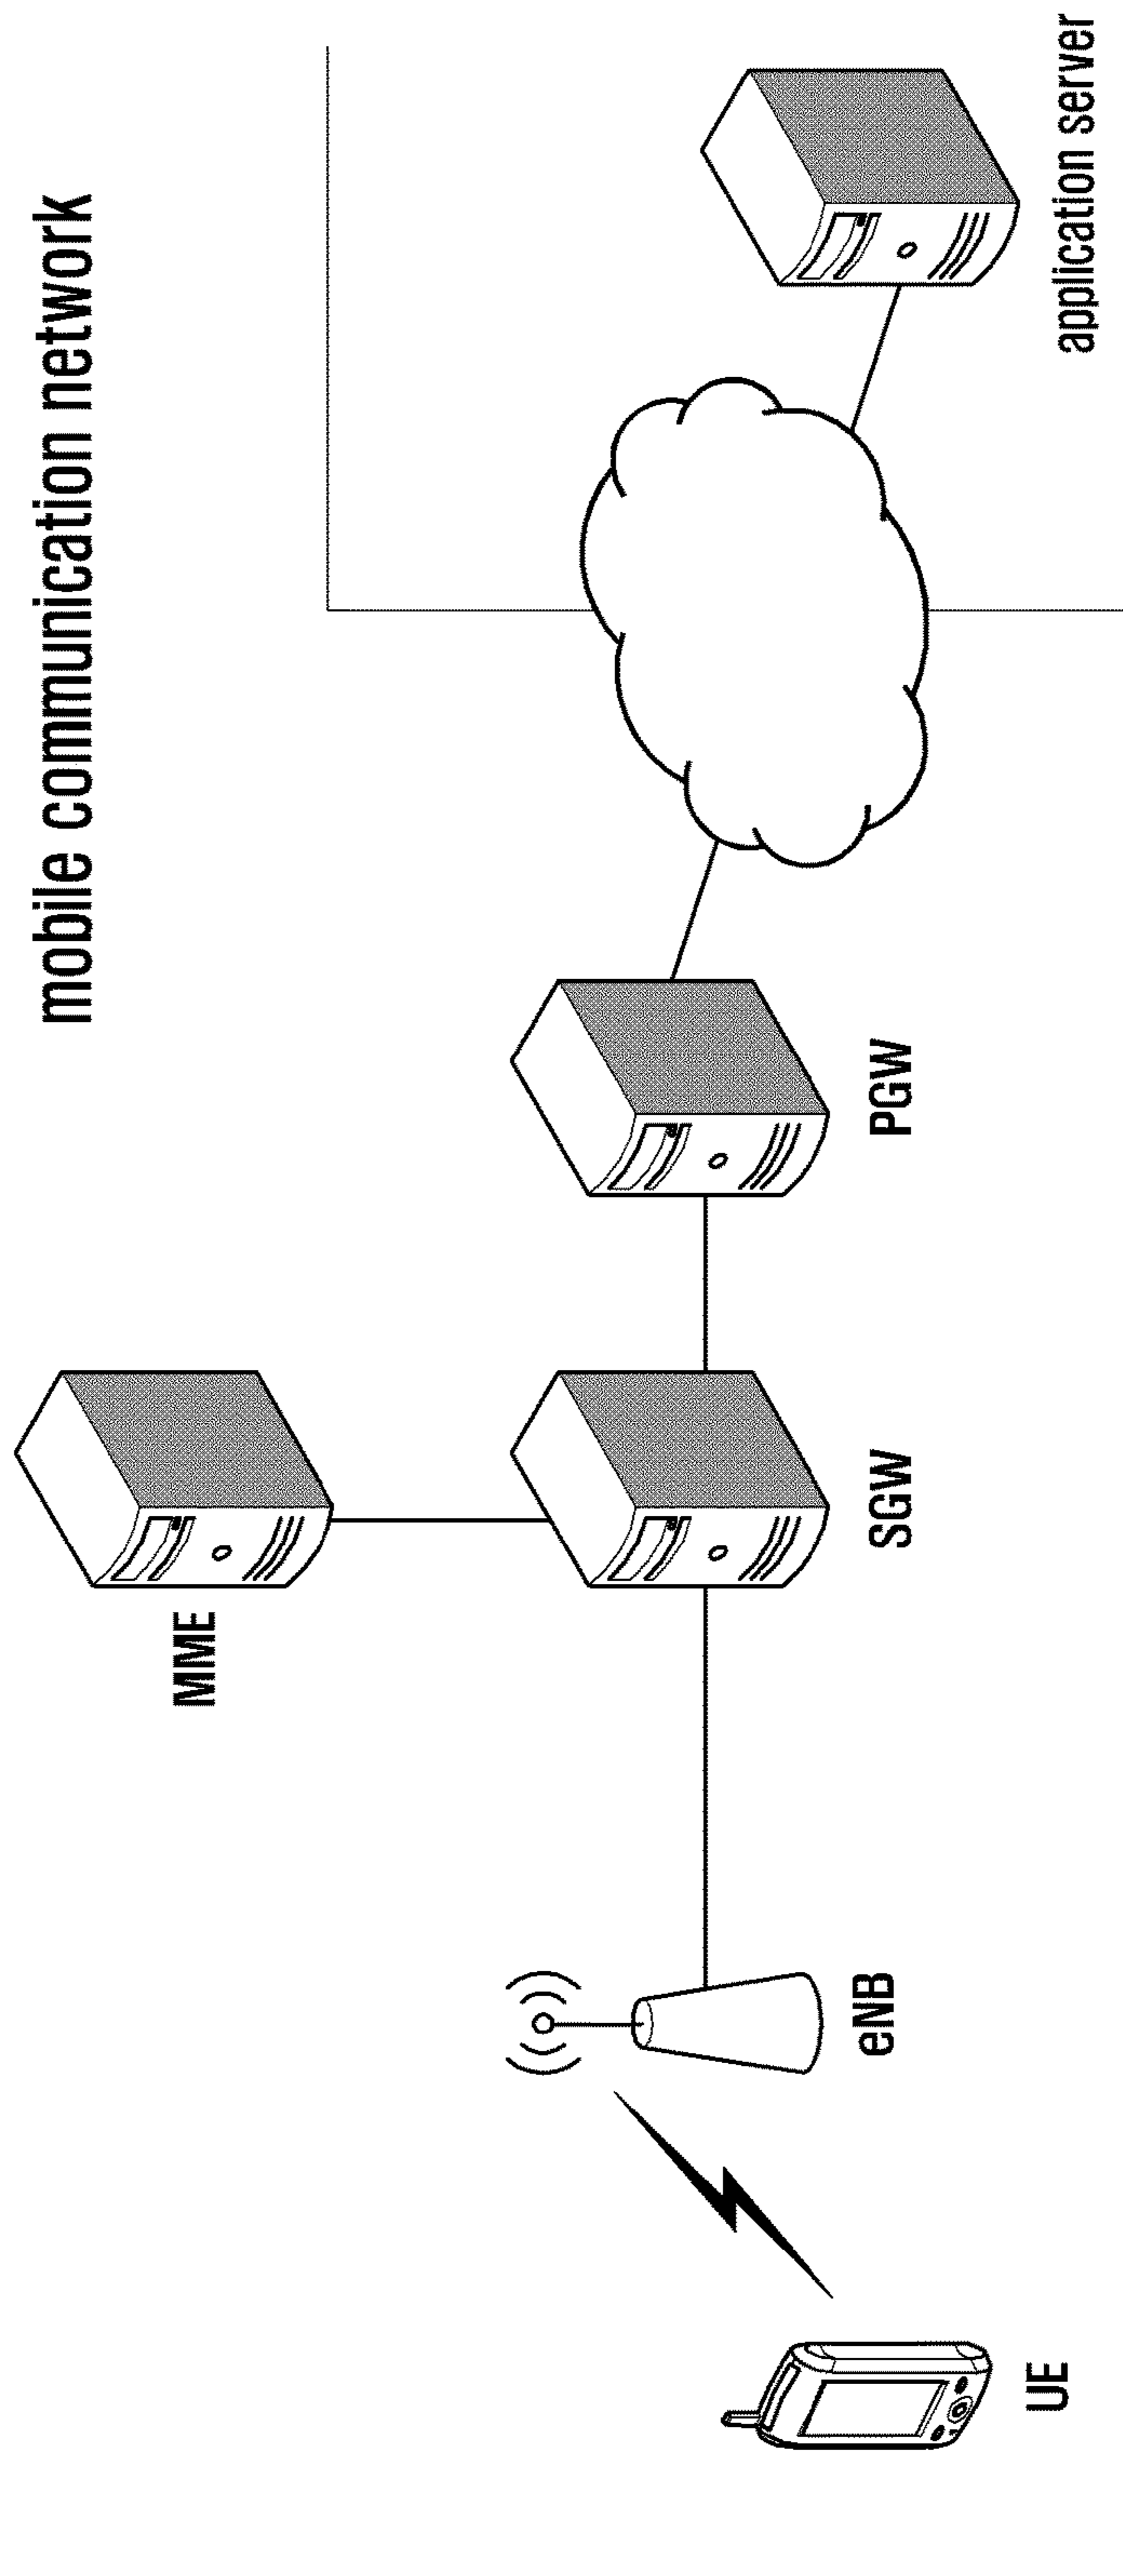 mobile communication network
MME
UE
eNB
SGW
PGW
application server